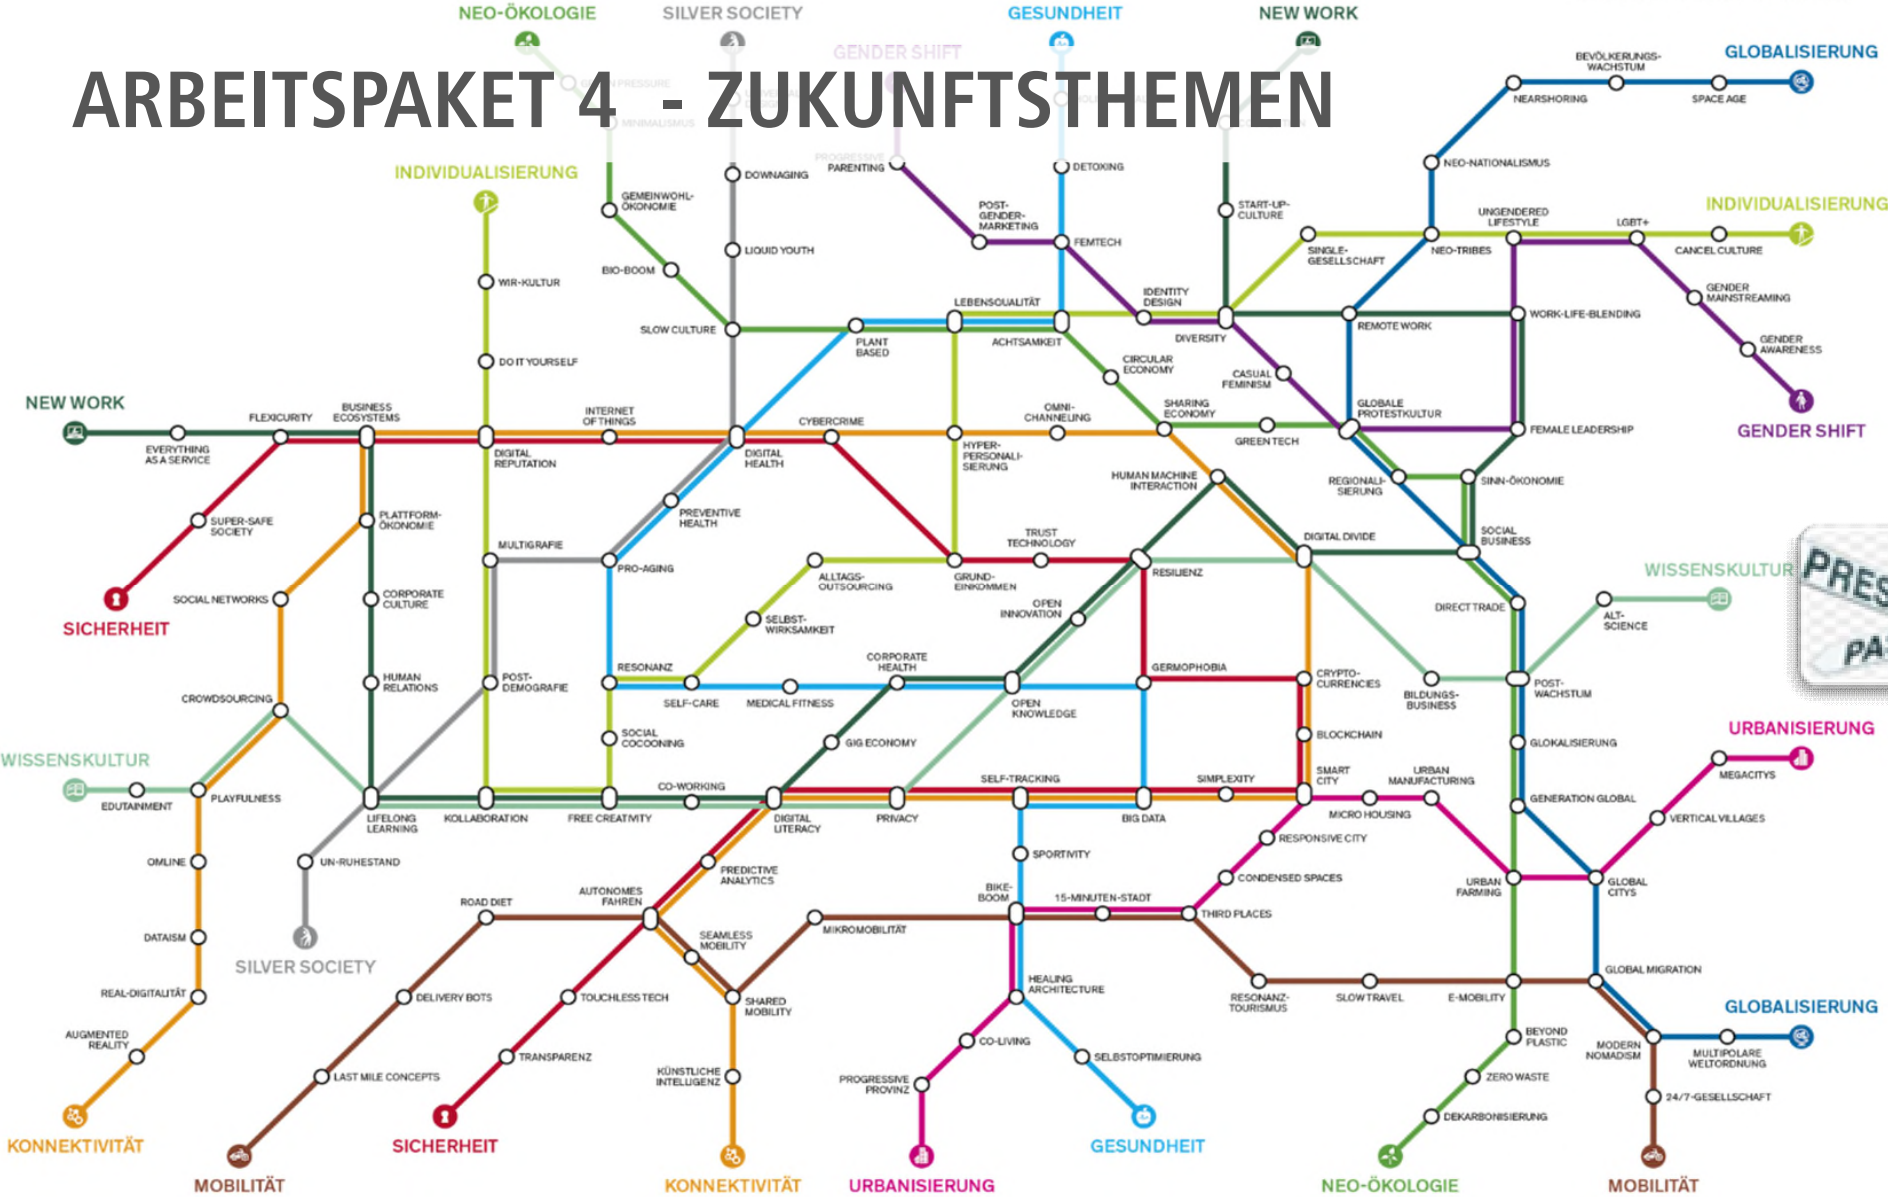 NEO-ÖKOLOGIE
SILVER SOCIETY
GESUNDHEIT
NEW WORK
GENDER SHIFT
BEVÖLKERUNGS-
WACHSTUM
GLOBALISIERUNG
ARBEITSPAKET 4 - ZUKUNFTSTHEMEN
PRESSURE
MINIMALISMUS
NEARSHORING
SPACE AGE
PROGRESSIVE
PARENTING
DETOXING
NEO-NATIONALISMUS
INDIVIDUALISIERUNG
DOWNAGING
GEMEINWOHL-
ÖKONOMIE
POST-
GENDER-
MARKETING
START-UP-
CULTURE
UNGENDERED
LIFESTYLE
LGBT+
INDIVIDUALISIERUNG
LIQUID YOUTH
FEMTECH
SINGLE-
GESELLSCHAFT
NEO-TRIBES
CANCEL CULTURE
BIO-BOOM
WIR-KULTUR
IDENTITY
DESIGN
GENDER
MAINSTREAMING
LEBENSQUALITÄT
SLOW CULTURE
PLANT
BASED
ACHTSAMKEIT
DIVERSITY
REMOTE WORK
WORK-LIFE-BLENDING
DO IT YOURSELF
CIRCULAR
ECONOMY
CASUAL
FEMINISM
GENDER
AWARENESS
NEW WORK
FLEXICURITY
BUSINESS
ECOSYSTEMS
INTERNET
OF THINGS
CYBERCRIME
OMNI-
CHANNELING
SHARING
ECONOMY
GLOBALE
PROTESTKULTUR
GREEN TECH
FEMALE LEADERSHIP
GENDER SHIFT
EVERYTHING
AS A SERVICE
DIGITAL
REPUTATION
DIGITAL
HEALTH
HYPER-
PERSONALI-
SIERUNG
HUMAN MACHINE
INTERACTION
REGIONALI-
SIERUNG
SINN-ÖKONOMIE
SUPER-SAFE
SOCIETY
PLATTFORM-
ÖKONOMIE
PREVENTIVE
HEALTH
TRUST
TECHNOLOGY
DIGITAL DIVIDE
SOCIAL
BUSINESS
MULTIGRAFIE
PRO-AGING
ALLTAGS-
OUTSOURCING
GRUND-
EINKOMMEN
RESILIENZ
WISSENSKULTUR
SOCIAL NETWORKS
CORPORATE
CULTURE
SELBST-
WIRKSAMKEIT
OPEN
INNOVATION
DIRECT TRADE
ALT-
SCIENCE
SICHERHEIT
RESONANZ
CORPORATE
HEALTH
GERMOPHOBIA
CRYPTO-
CURRENCIES
HUMAN
RELATIONS
POST-
DEMOGRAFIE
SELF-CARE
MEDICAL FITNESS
OPEN
KNOWLEDGE
BILDUNGS-
BUSINESS
POST-
WACHSTUM
CROWDSOURCING
SOCIAL
COCOONING
GIG ECONOMY
BLOCKCHAIN
GLOKALISIERUNG
URBANISIERUNG
WISSENSKULTUR
MEGACITYS
EDUTAINMENT
PLAYFULNESS
CO-WORKING
SELF-TRACKING
SIMPLEXITY
SMART
CITY
URBAN
MANUFACTURING
GENERATION GLOBAL
LIFELONG
LEARNING
KOLLABORATION
FREE CREATIVITY
DIGITAL
LITERACY
PRIVACY
BIG DATA
MICRO HOUSING
VERTICAL VILLAGES
RESPONSIVE CITY
OMLINE
UN-RUHESTAND
PREDICTIVE
ANALYTICS
SPORTIVITY
CONDENSED SPACES
URBAN
FARMING
GLOBAL
CITYS
ROAD DIET
AUTONOMES
FAHREN
BIKE-
BOOM
15-MINUTEN-STADT
THIRD PLACES
DATAISM
SEAMLESS
MOBILITY
MIKROMOBILITÄT
SILVER SOCIETY
GLOBAL MIGRATION
REAL-DIGITALITÄT
DELIVERY BOTS
TOUCHLESS TECH
SHARED
MOBILITY
HEALING
ARCHITECTURE
RESONANZ-
TOURISMUS
SLOW TRAVEL
E-MOBILITY
GLOBALISIERUNG
AUGMENTED
REALITY
TRANSPARENZ
CO-LIVING
SELBSTOPTIMIERUNG
BEYOND
PLASTIC
MODERN
NOMADISM
MULTIPOLARE
WELTORDNUNG
LAST MILE CONCEPTS
KÜNSTLICHE
INTELLIGENZ
PROGRESSIVE
PROVINZ
ZERO WASTE
24/7-GESELLSCHAFT
DEKARBONISIERUNG
KONNEKTIVITÄT
SICHERHEIT
GESUNDHEIT
MOBILITÄT
KONNEKTIVITÄT
URBANISIERUNG
NEO-ÖKOLOGIE
MOBILITÄT